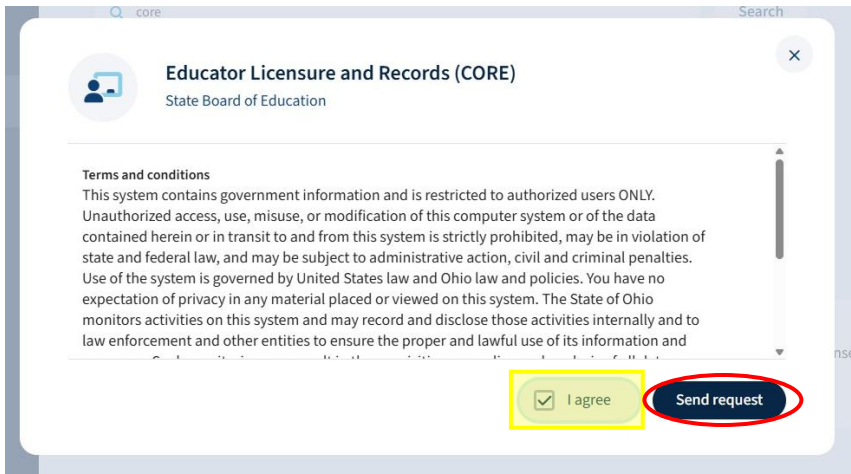 core
Search
Educator Licensure and Records (CORE)
State Board of Education
Terms and conditions
This system contains government information and is restricted to authorized users ONLY.
Unauthorized access, use, misuse, or modification of this computer system or of the data
contained herein or in transit to and from this system is strictly prohibited, may be in violation of
state and federal law, and may be subject to administrative action, civil and criminal penalties.
Use of the system is governed by United States law and Ohio law and policies. You have no
expectation of privacy in any material placed or viewed on this system. The State of Ohio
monitors activities on this system and may record and disclose those activities internally and to
law enforcement and other entities to ensure the proper and lawful use of its information and
I agree
Send request